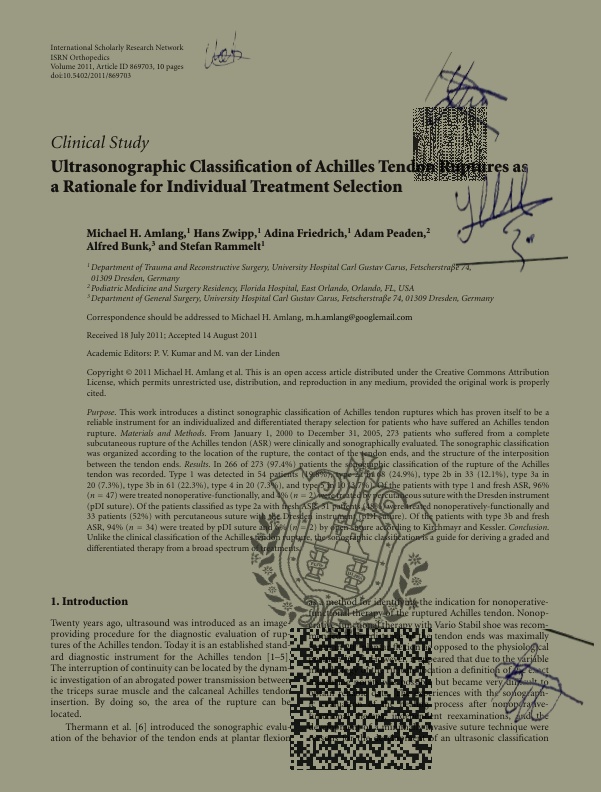 International Scholarly Research Network
ISRN Orthopedics
Volume 2011, Article ID 869703, 10 pages
doi:10.5402/2011/869703
Clinical Study
Ultrasonographic Classification of Achilles Tendon Ruptures as
a Rationale for Individual Treatment Selection
Michael H. Amlang,1 Hans Zwipp,1 Adina Friedrich,1 Adam Peaden,2
Alfred Bunk,3 and Stefan Rammelt1
1 Department of Trauma and Reconstructive Surgery, University Hospital Carl Gustav Carus, Fetscherstraße 74,
01309 Dresden, Germany
2 Podiatric Medicine and Surgery Residency, Florida Hospital, East Orlando, Orlando, FL, USA
3 Department of General Surgery, University Hospital Carl Gustav Carus, Fetscherstraße 74, 01309 Dresden, Germany
Correspondence should be addressed to Michael H. Amlang, m.h.amlang@googlemail.com
Received 18 July 2011; Accepted 14 August 2011
Academic Editors: P. V. Kumar and M. van der Linden
Copyright © 2011 Michael H. Amlang et al. This is an open access article distributed under the Creative Commons Attribution
License, which permits unrestricted use, distribution, and reproduction in any medium, provided the original work is properly
cited.
Purpose. This work introduces a distinct sonographic classification of Achilles tendon ruptures which has proven itself to be a
reliable instrument for an individualized and differentiated therapy selection for patients who have suffered an Achilles tendon
rupture. Materials and Methods. From January 1, 2000 to December 31, 2005, 273 patients who suffered from a complete
subcutaneous rupture of the Achilles tendon (ASR) were clinically and sonographically evaluated. The sonographic classification
was organized according to the location of the rupture, the contact of the tendon ends, and the structure of the interposition
between the tendon ends. Results. In 266 of 273 (97.4%) patients the sonographic classification of the rupture of the Achilles
tendon was recorded. Type 1 was detected in 54 patients (19.8%), type 2a in 68 (24.9%), type 2b in 33 (12.1%), type 3a in
20 (7.3%), type 3b in 61 (22.3%), type 4 in 20 (7.3%), and type 5 in 10 (3.7%). Of the patients with type 1 and fresh ASR, 96%
(n = 47) were treated nonoperative-functionally, and 4% (n = 2) were treated by percutaneous suture with the Dresden instrument
(pDI suture). Of the patients classified as type 2a with fresh ASR, 31 patients (48%) were treated nonoperatively-functionally and
33 patients (52%) with percutaneous suture with the Dresden instrument (pDI suture). Of the patients with type 3b and fresh
ASR, 94% (n = 34) were treated by pDI suture and 6% (n = 2) by open suture according to Kirchmayr and Kessler. Conclusion.
Unlike the clinical classification of the Achilles tendon rupture, the sonographic classification is a guide for deriving a graded and
differentiated therapy from a broad spectrum of treatments.
1. Introduction
Twenty years ago, ultrasound was introduced as an image-
providing procedure for the diagnostic evaluation of rup-
tures of the Achilles tendon. Today it is an established stand-
ard diagnostic instrument for the Achilles tendon [1–5].
The interruption of continuity can be located by the dynam-
ic investigation of an abrogated power transmission between
the triceps surae muscle and the calcaneal Achilles tendon
insertion. By doing so, the area of the rupture can be
located.
Thermann et al. [6] introduced the sonographic evalu-
ation of the behavior of the tendon ends at plantar flexion
as a method for identifying the indication for nonoperative-
functional therapy of the ruptured Achilles tendon. Nonop-
therapy with Vario Stabil shoe was recom-
tendon ends was maximally
opposed to the physiological
appeared that due to the variable
a definition of the exact
but became very difficult to
experiences with the sonograph-
process after nonoperative-
reexaminations, and the
invasive suture technique were
of an ultrasonic classification